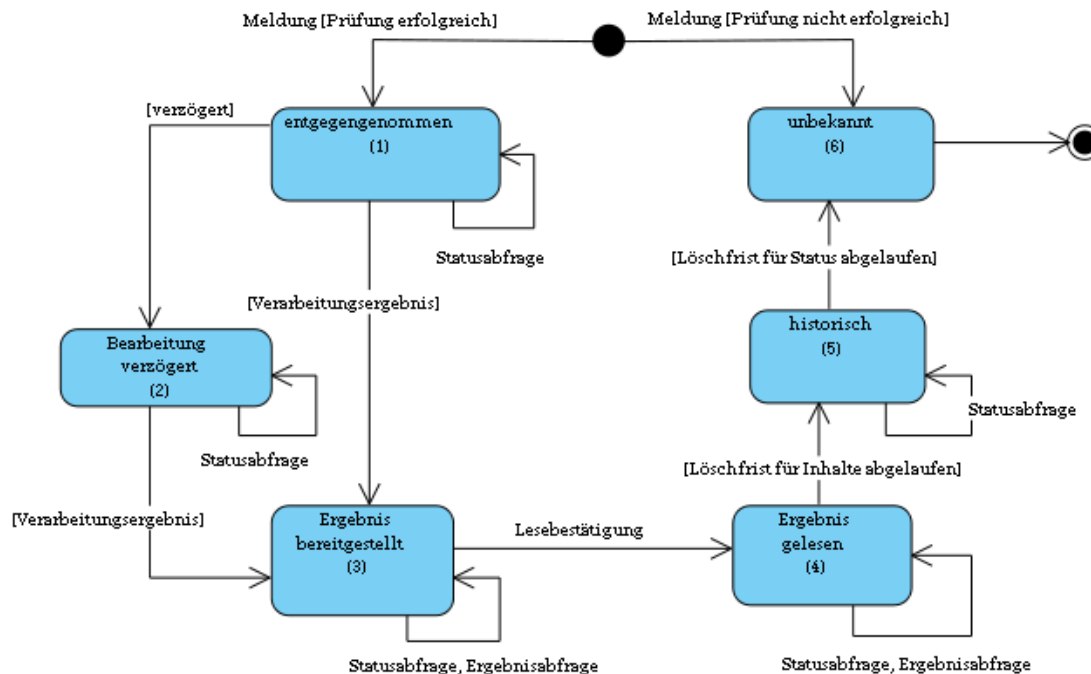 Meldung [Prüfung erfolgreich]
Meldung [Prüfung nicht erfolgreich]
[verzögert]
entgegengenommen
(1)
unbekannt
(6)
Statusabfrage
[Löschfrist für Status abgelaufen]
[Verarbeitungsergebnis]
Bearbeitung
verzögert
(2)
historisch
(5)
Statusabfrage
Statusabfrage
[Löschfrist für Inhalte abgelaufen]
[Verarbeitungsergebnis]
Ergebnis
bereitgestellt
(3)
Lesebestätigung
Ergebnis
gelesen
(4)
Statusabfrage, Ergebnisabfrage
Statusabfrage, Ergebnisabfrage